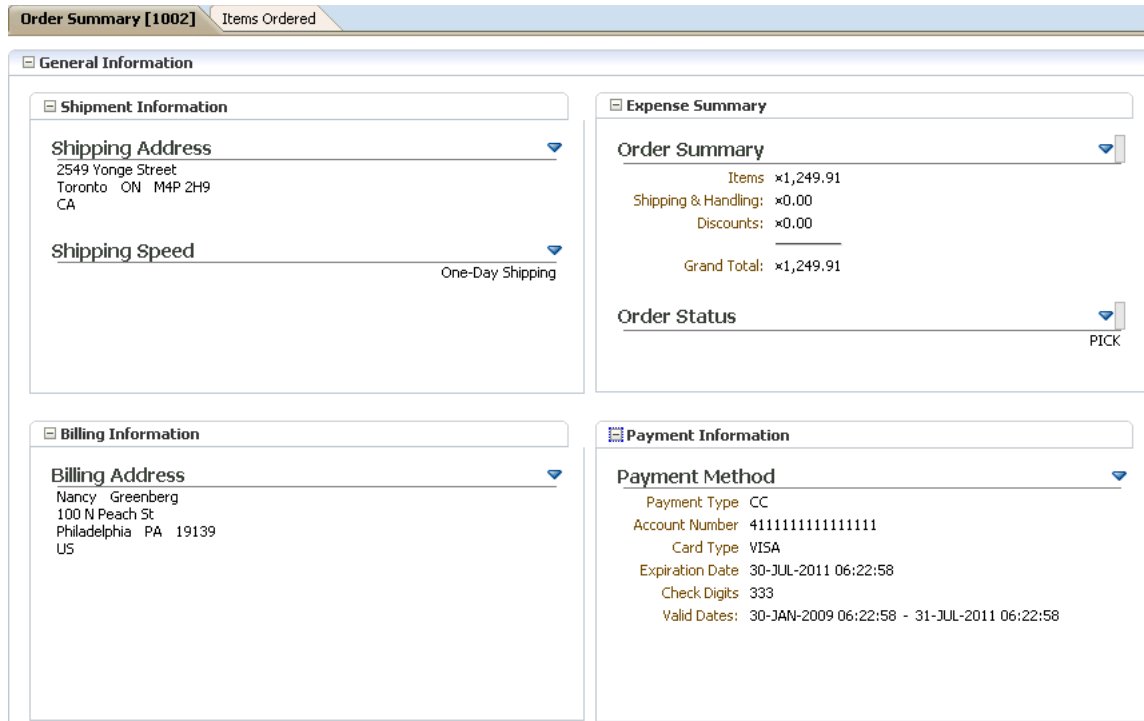 Order Summary [1002]
Items Ordered
General Information
Shipment Information
Shipping Address
2549 Yonge Street
Toronto ON M4P 2H9
CA
Shipping Speed
One-Day Shipping
Expense Summary
Order Summary
Items ¤1,249.91
Shipping & Handling: ¤0.00
Discounts: ¤0.00
Grand Total: ¤1,249.91
Order Status
PICK
Billing Information
Billing Address
Nancy Greenberg
100 N Peach St
Philadelphia PA 19139
US
Payment Information
Payment Method
Payment Type CC
Account Number 4111111111111111
Card Type VISA
Expiration Date 30-JUL-2011 06:22:58
Check Digits 333
Valid Dates: 30-JAN-2009 06:22:58 - 31-JUL-2011 06:22:58